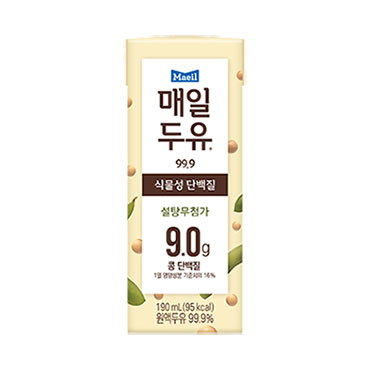 Maeil
매일
두유
99.9
식물성 단백질
설탕무첨가
9.0g
콩 단백질
1일 영양성분 기준치의 16%
190 mL(95 kcal)
원액두유 99.9%